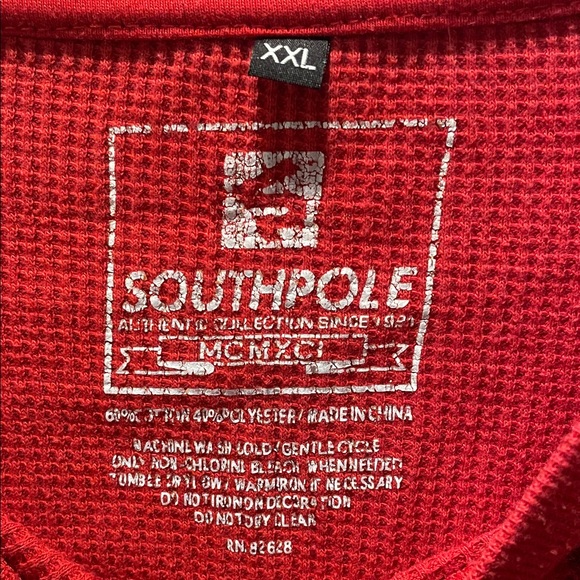 XXL
SOUTHPOLE
AUTHENTIC COLLECTION SINCE 1991
MCMXCI
60% COTTON 40% POLYESTER / MADE IN CHINA
MACHINE WASH COLD / GENTLE CYCLE
ONLY NON-CHLORINE BLEACH WHEN NEEDED
TUMBLE DRY LOW / WARM IRON IF NECESSARY
DO NOT IRON ON DECORATION
DO NOT DRY CLEAN
RN: 82628